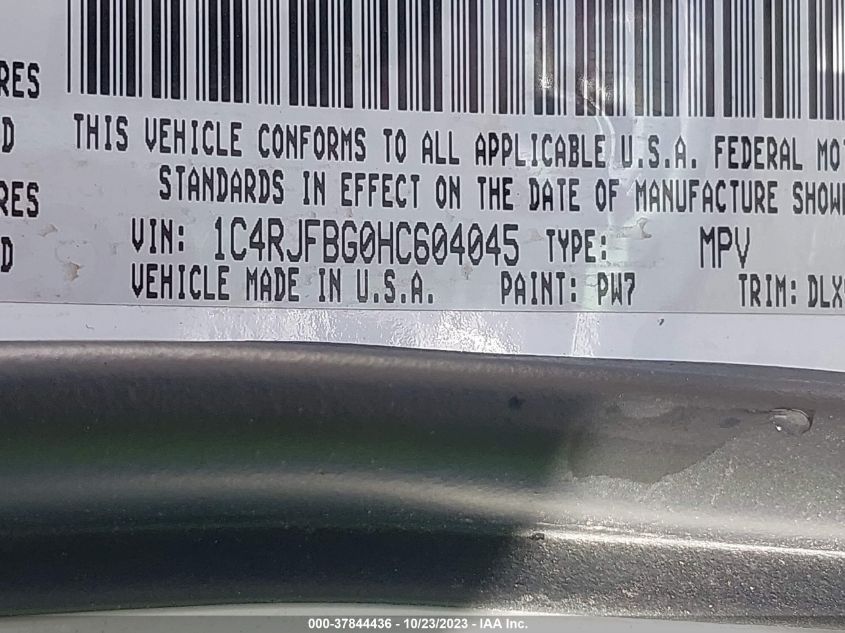 RES
D
THIS VEHICLE CONFORMS TO ALL APPLICABLE U.S.A. FEDERAL MOT
STANDARDS IN EFFECT ON THE DATE OF MANUFACTURE SHOW
RES
VIN: 1C4RJFBG0HC604045 TYPE: MPV
D
VEHICLE MADE IN U.S.A. PAINT: PW7 TRIM: DLX
000-37844436 - 10/23/2023 - IAA Inc.